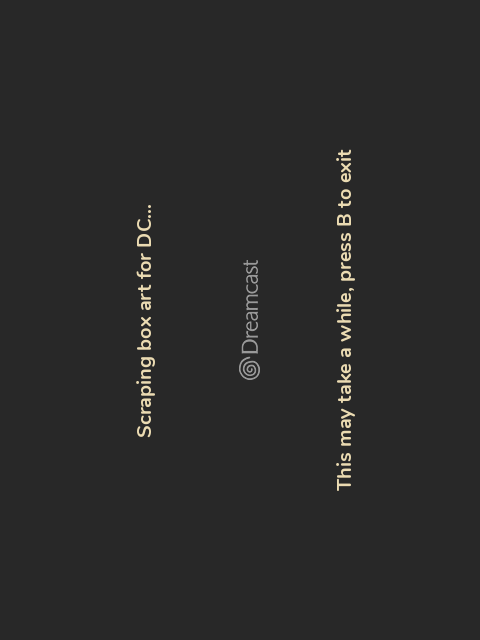 Scraping box art for DC...
Dreamcast
This may take a while, press B to exit